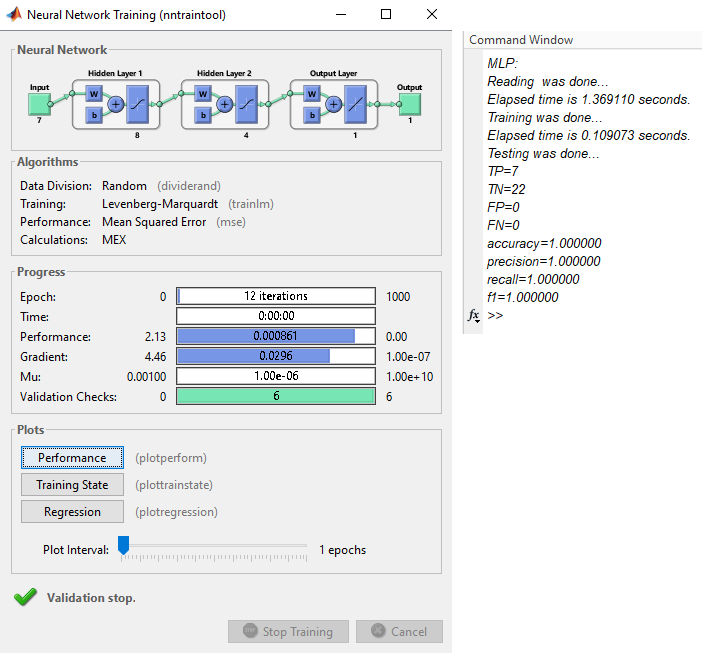 Neural Network Training (nntraintool)
Neural Network
Hidden Layer 1
Hidden Layer 2
Output Layer
Input
Output
W
b
+
W
b
+
W
b
+
7
8
4
1
1
Algorithms
Data Division: Random (dividerand)
Training: Levenberg-Marquardt (trainlm)
Performance: Mean Squared Error (mse)
Calculations: MEX
Progress
Epoch: 0 12 iterations 1000
Time: 0:00:00
Performance: 2.13 0.000861 0.00
Gradient: 4.46 0.0296 1.00e-07
Mu: 0.00100 1.00e-06 1.00e+10
Validation Checks: 0 6 6
Plots
Performance (plotperform)
Training State (plottrainstate)
Regression (plotregression)
Plot Interval: 1 epochs
Validation stop.
Stop Training
Cancel
Command Window
MLP:
Reading was done...
Elapsed time is 1.369110 seconds.
Training was done...
Elapsed time is 0.109073 seconds.
Testing was done...
TP=7
TN=22
FP=0
FN=0
accuracy=1.000000
precision=1.000000
recall=1.000000
f1=1.000000
fx >>